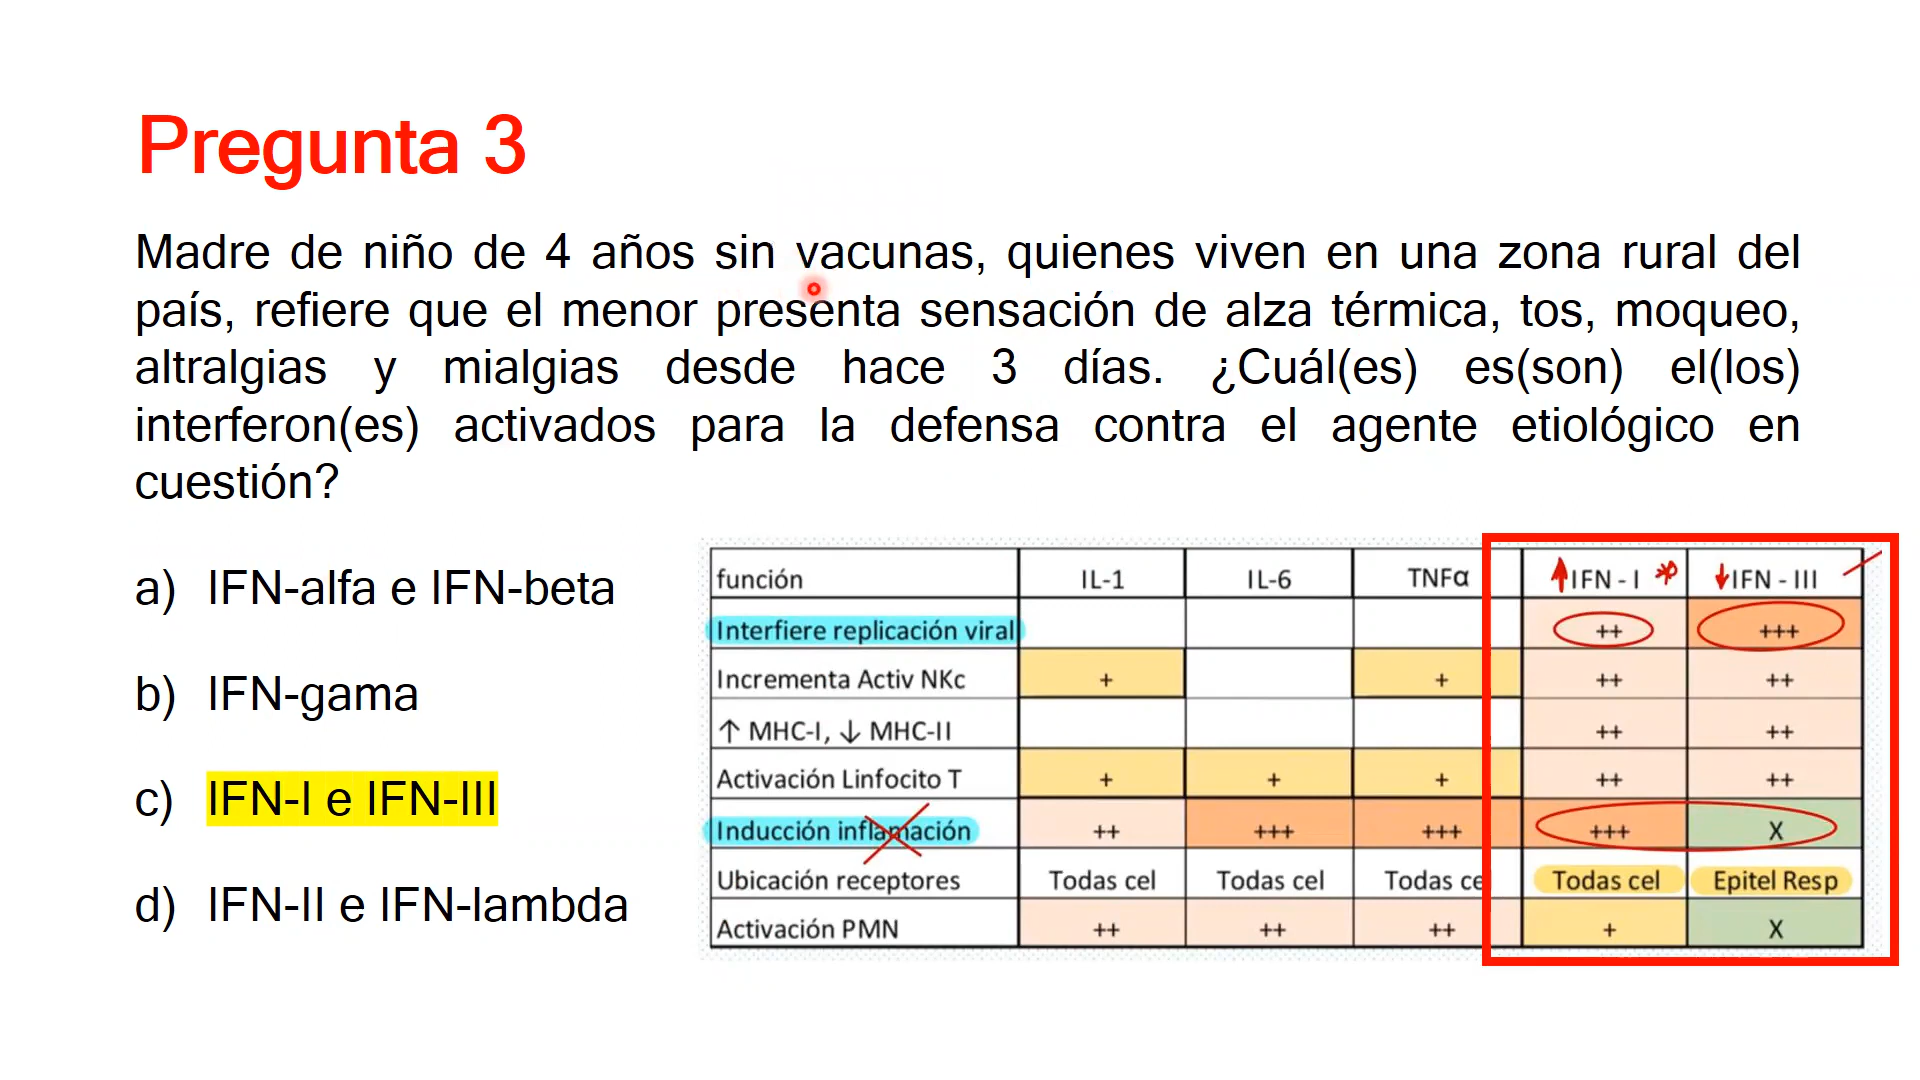 Pregunta 3
Madre de niño de 4 años sin vacunas, quienes viven en una zona rural del
país, refiere que el menor presenta sensación de alza térmica, tos, moqueo,
altralgias y mialgias desde hace 3 días. ¿Cuál(es) es(son) el(los)
interferon(es) activados para la defensa contra el agente etiológico en
cuestión?
a) IFN-alfa e IFN-beta
b) IFN-gama
c) IFN-I e IFN-III
d) IFN-II e IFN-lambda
función IL-1 IL-6 TNFα IFN - I IFN - III
Interfiere replicación viral ++ +++
Incrementa Activ NKc + + ++ ++
↑ MHC-I, ↓ MHC-II ++ ++
Activación Linfocito T + + + ++ ++
Inducción inflamación ++ +++ +++ +++ X
Ubicación receptores Todas cel Todas cel Todas ce Todas cel Epitel Resp
Activación PMN ++ ++ ++ + X